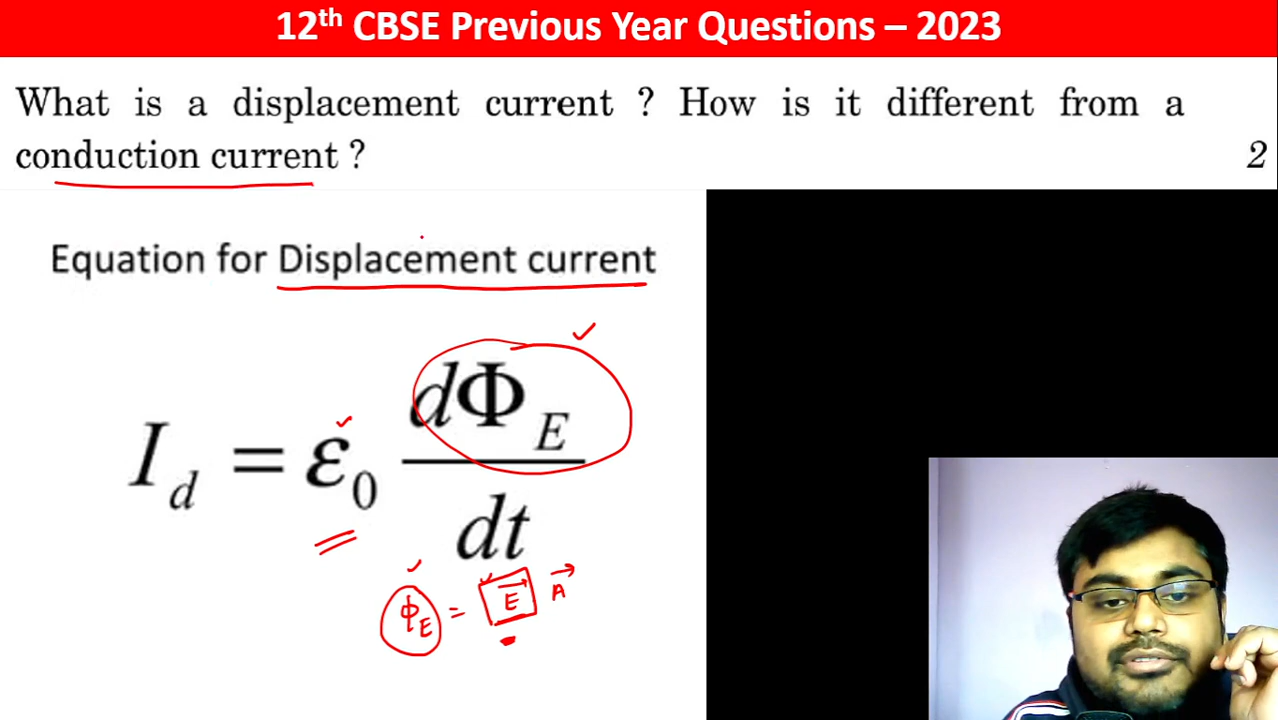 12th CBSE Previous Year Questions – 2023
What is a displacement current ? How is it different from a
conduction current ? 2
Equation for Displacement current
I_d = ε_0 dΦ_E / dt
Φ_E = E⃗ A⃗